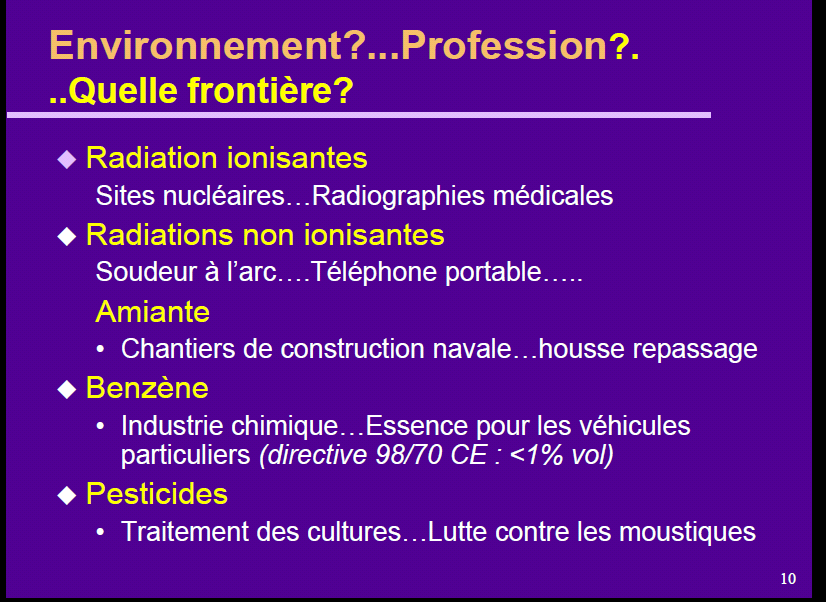 Environnement?...Profession?.
..Quelle frontière?
◆ Radiation ionisantes
Sites nucléaires…Radiographies médicales
◆ Radiations non ionisantes
Soudeur à l’arc….Téléphone portable…..
Amiante
• Chantiers de construction navale…housse repassage
◆ Benzène
• Industrie chimique…Essence pour les véhicules
particuliers (directive 98/70 CE : <1% vol)
◆ Pesticides
• Traitement des cultures…Lutte contre les moustiques
10